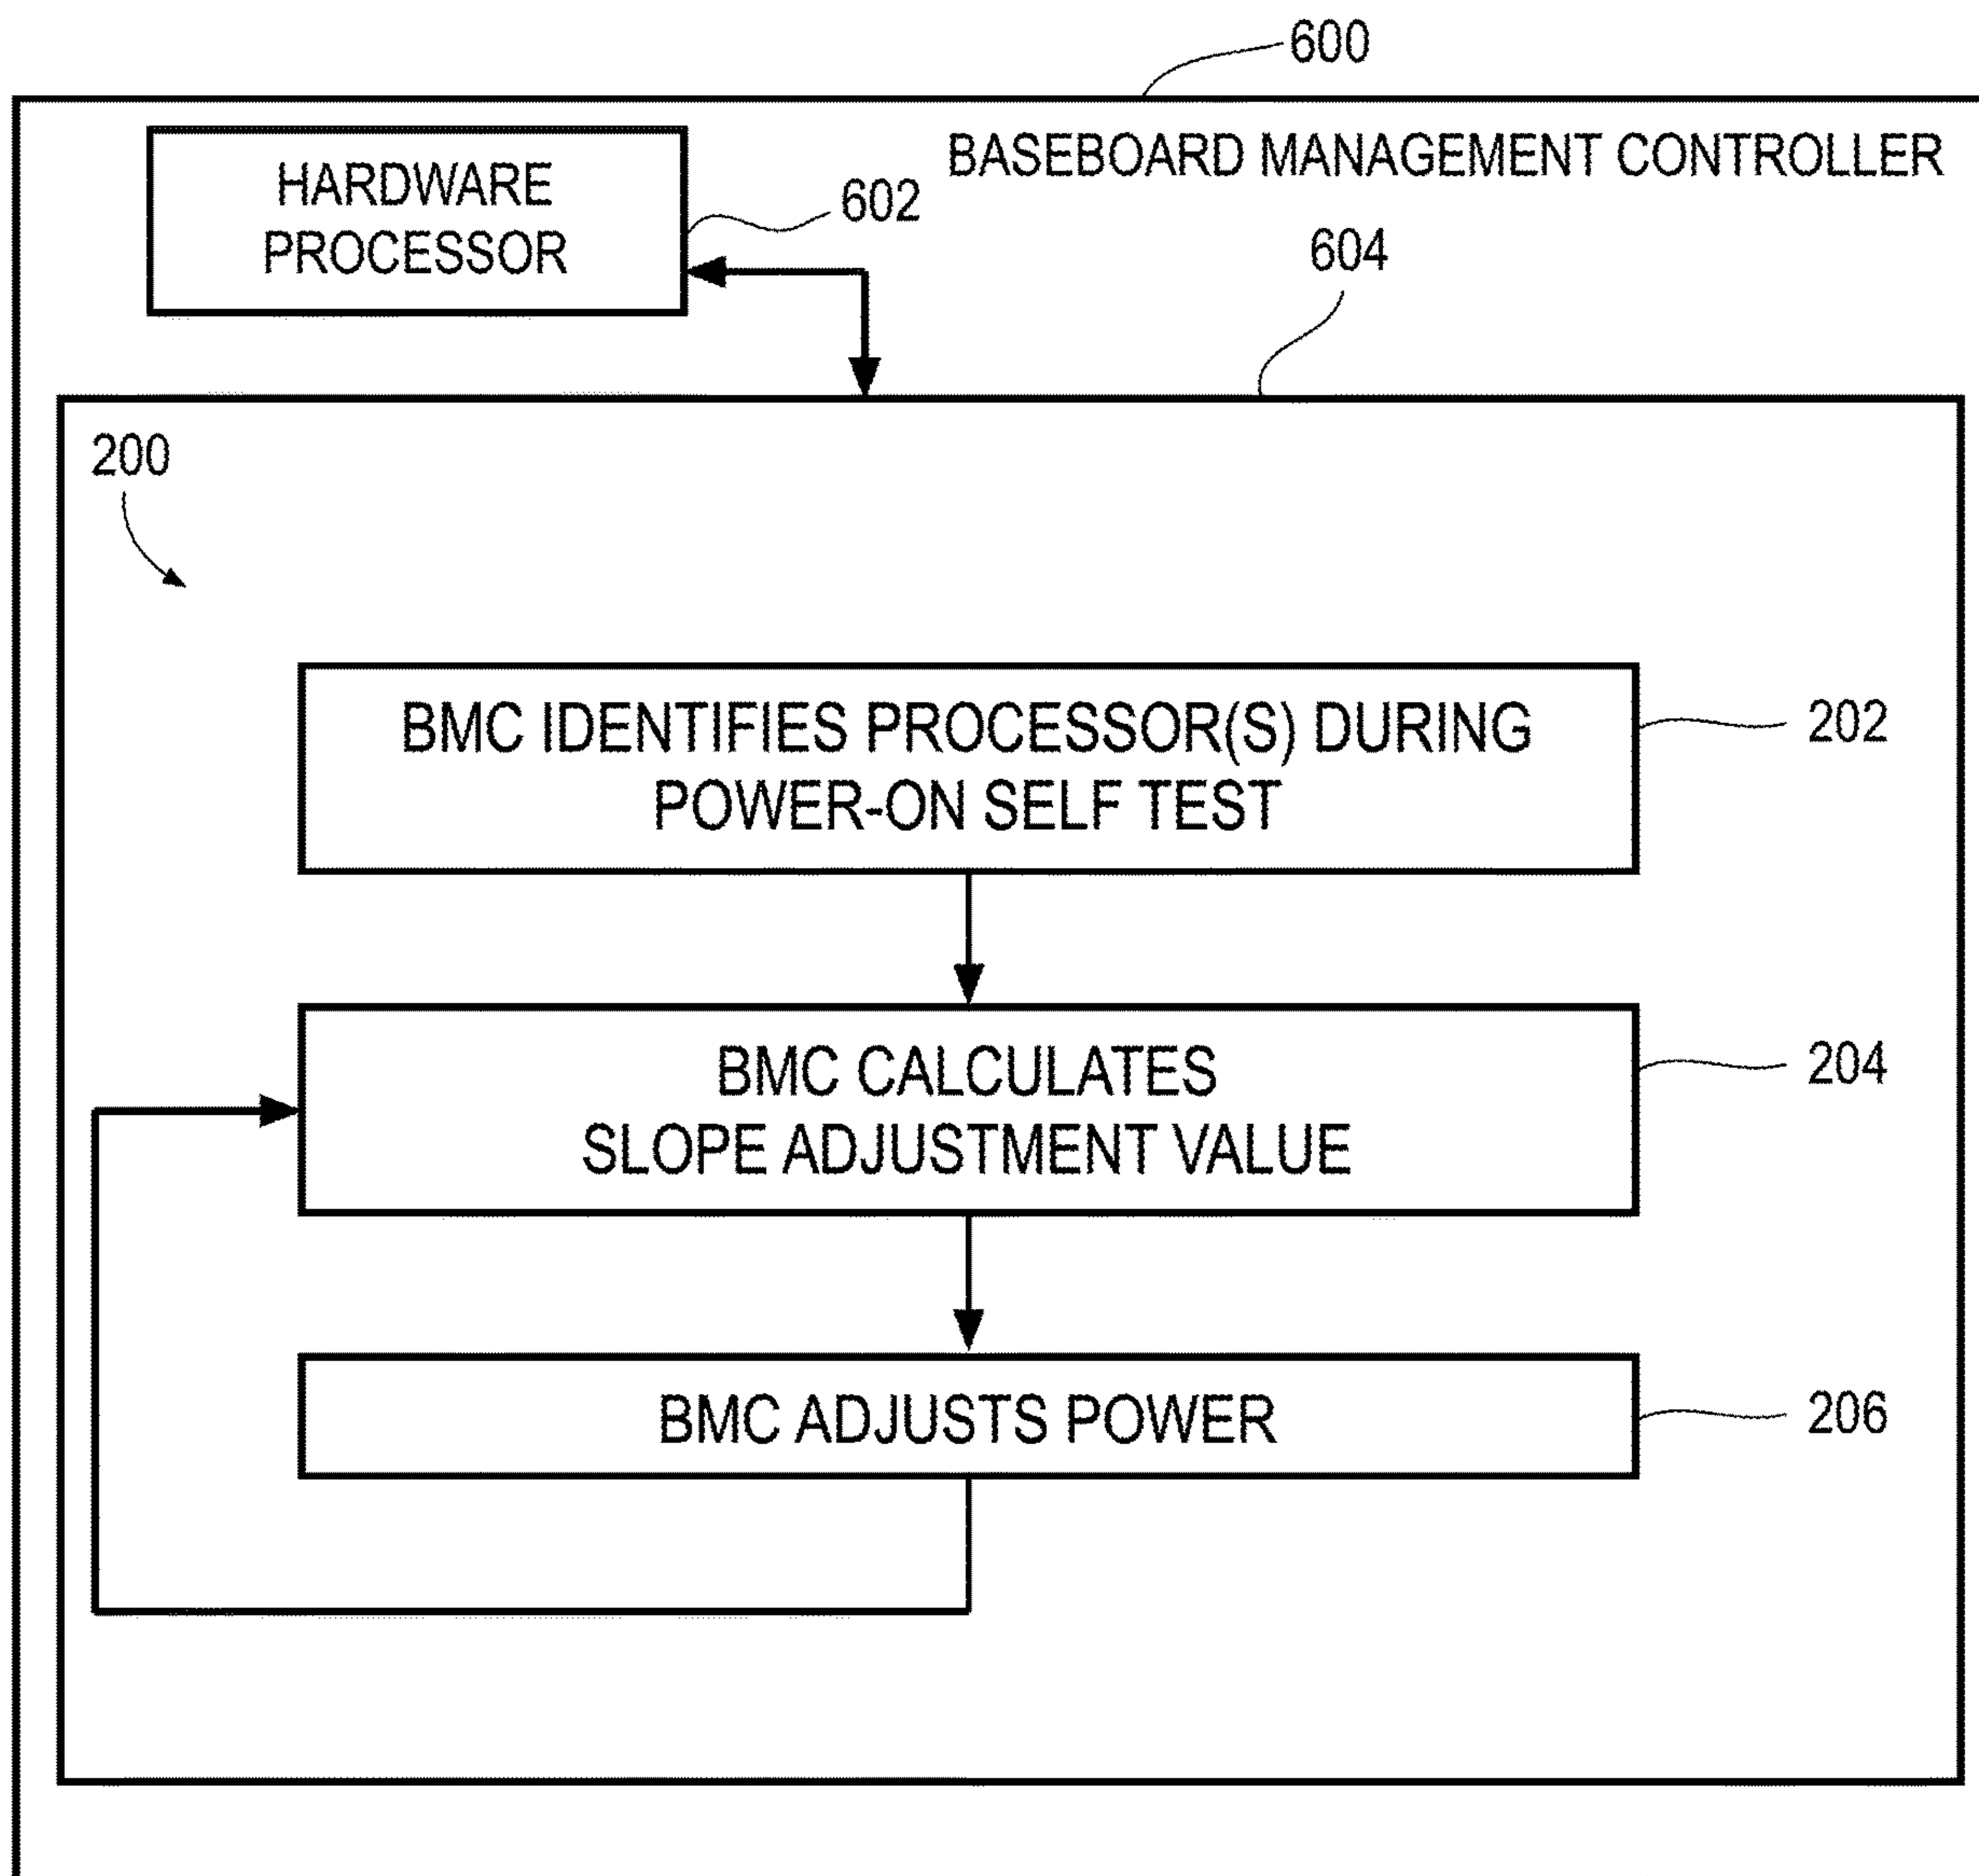 600
BASEBOARD MANAGEMENT CONTROLLER
HARDWARE
PROCESSOR
602
604
200
BMC IDENTIFIES PROCESSOR(S) DURING
POWER-ON SELF TEST
202
BMC CALCULATES
SLOPE ADJUSTMENT VALUE
204
BMC ADJUSTS POWER
206